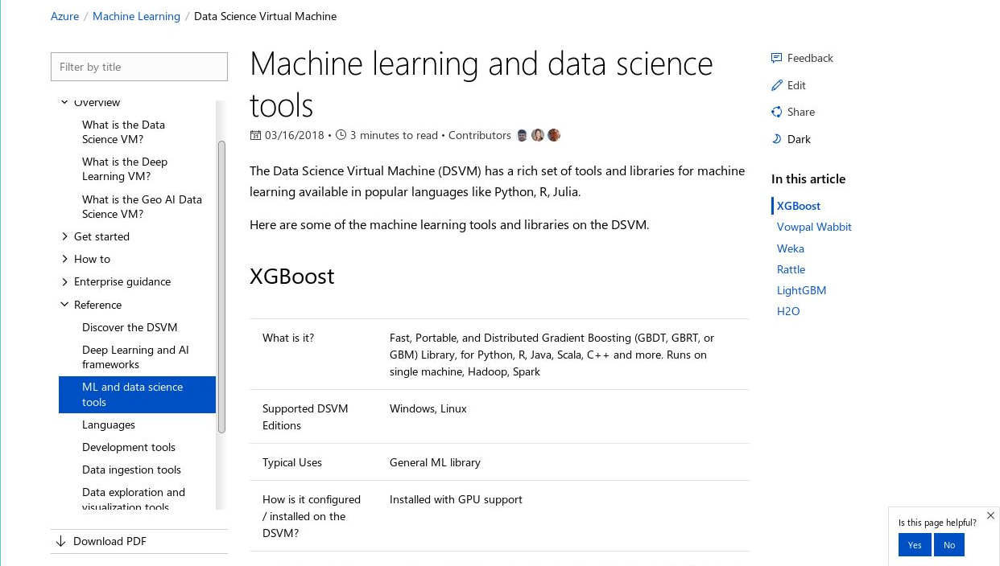 Azure / Machine Learning / Data Science Virtual Machine
Filter by title
Overview
What is the Data
Science VM?
What is the Deep
Learning VM?
What is the Geo AI Data
Science VM?
Get started
How to
Enterprise guidance
Reference
Discover the DSVM
Deep Learning and AI
frameworks
ML and data science
tools
Languages
Development tools
Data ingestion tools
Data exploration and
visualization tools
Download PDF
Machine learning and data science
tools
03/16/2018 • 3 minutes to read • Contributors
The Data Science Virtual Machine (DSVM) has a rich set of tools and libraries for machine
learning available in popular languages like Python, R, Julia.
Here are some of the machine learning tools and libraries on the DSVM.
XGBoost
What is it?
Fast, Portable, and Distributed Gradient Boosting (GBDT, GBRT, or
GBM) Library, for Python, R, Java, Scala, C++ and more. Runs on
single machine, Hadoop, Spark
Supported DSVM
Editions
Windows, Linux
Typical Uses
General ML library
How is it configured
/ installed on the
DSVM?
Installed with GPU support
Feedback
Edit
Share
Dark
In this article
XGBoost
Vowpal Wabbit
Weka
Rattle
LightGBM
H2O
Is this page helpful?
Yes
No